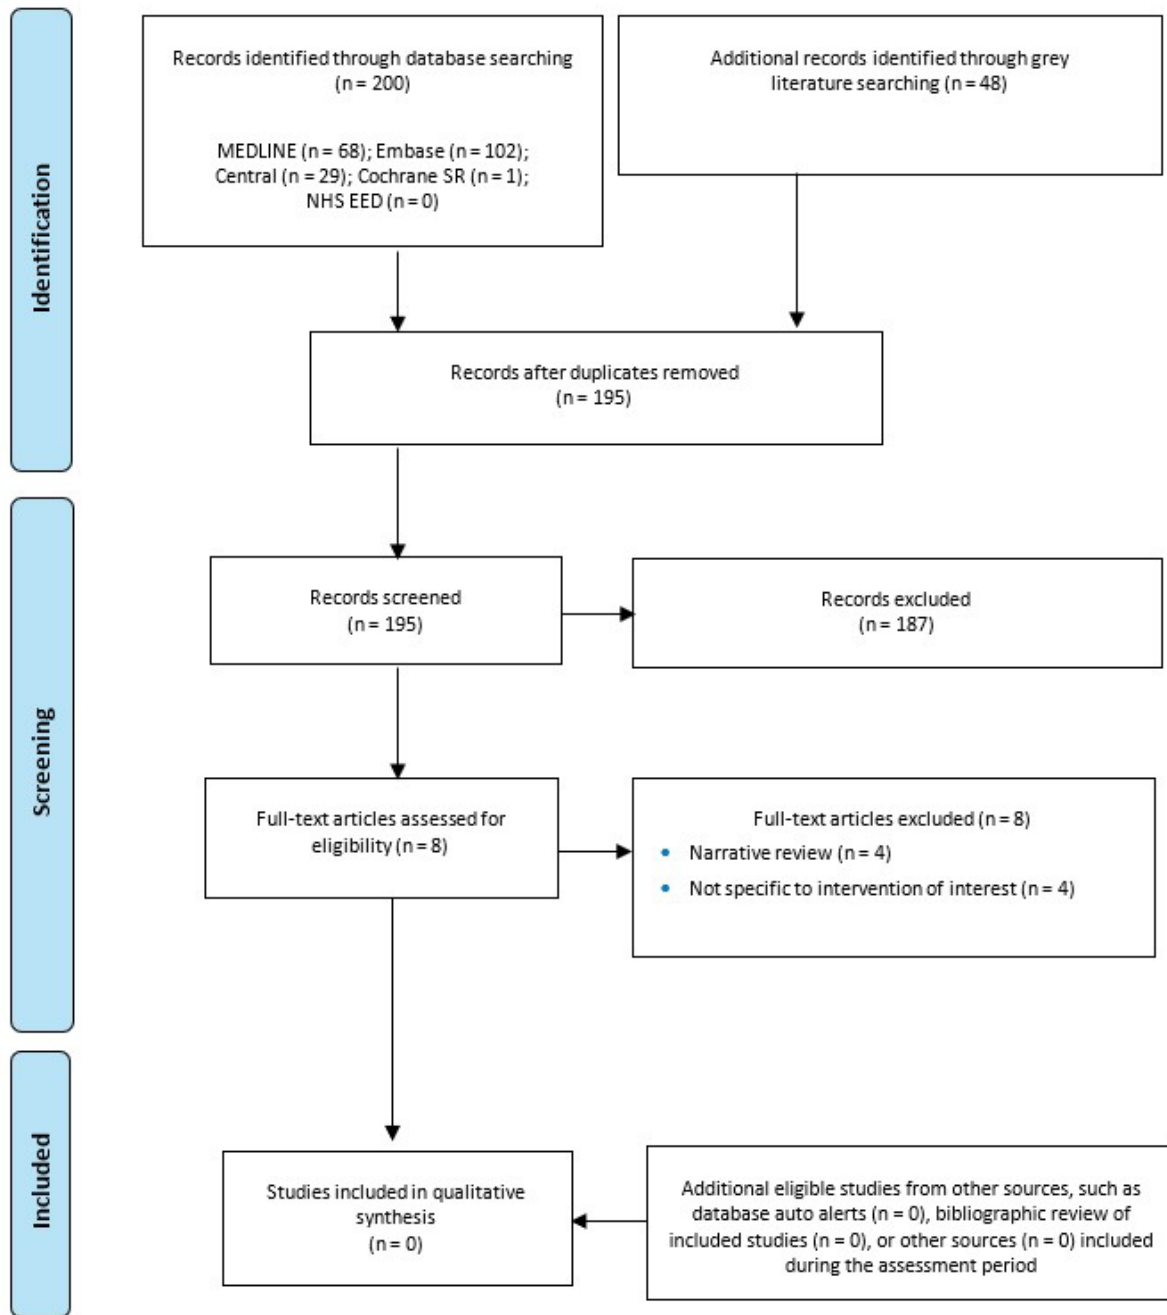 Identification
Records identified through database searching
(n = 200)
MEDLINE (n = 68); Embase (n = 102);
Central (n = 29); Cochrane SR (n = 1);
NHS EED (n = 0)
Additional records identified through grey
literature searching (n = 48)
Records after duplicates removed
(n = 195)
Screening
Records screened
(n = 195)
Records excluded
(n = 187)
Full-text articles assessed for
eligibility (n = 8)
Full-text articles excluded (n = 8)
• Narrative review (n = 4)
• Not specific to intervention of interest (n = 4)
Included
Studies included in qualitative
synthesis
(n = 0)
Additional eligible studies from other sources, such as
database auto alerts (n = 0), bibliographic review of
included studies (n = 0), or other sources (n = 0) included
during the assessment period